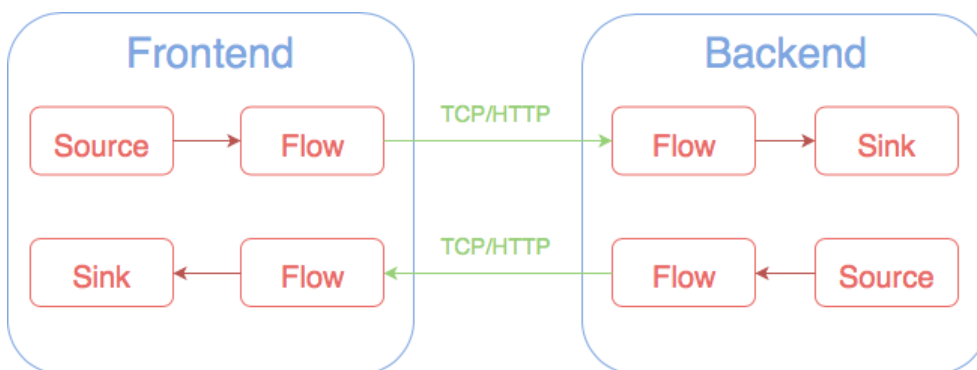 Frontend
Backend
TCP/HTTP
Source
Flow
Flow
Sink
TCP/HTTP
Sink
Flow
Flow
Source